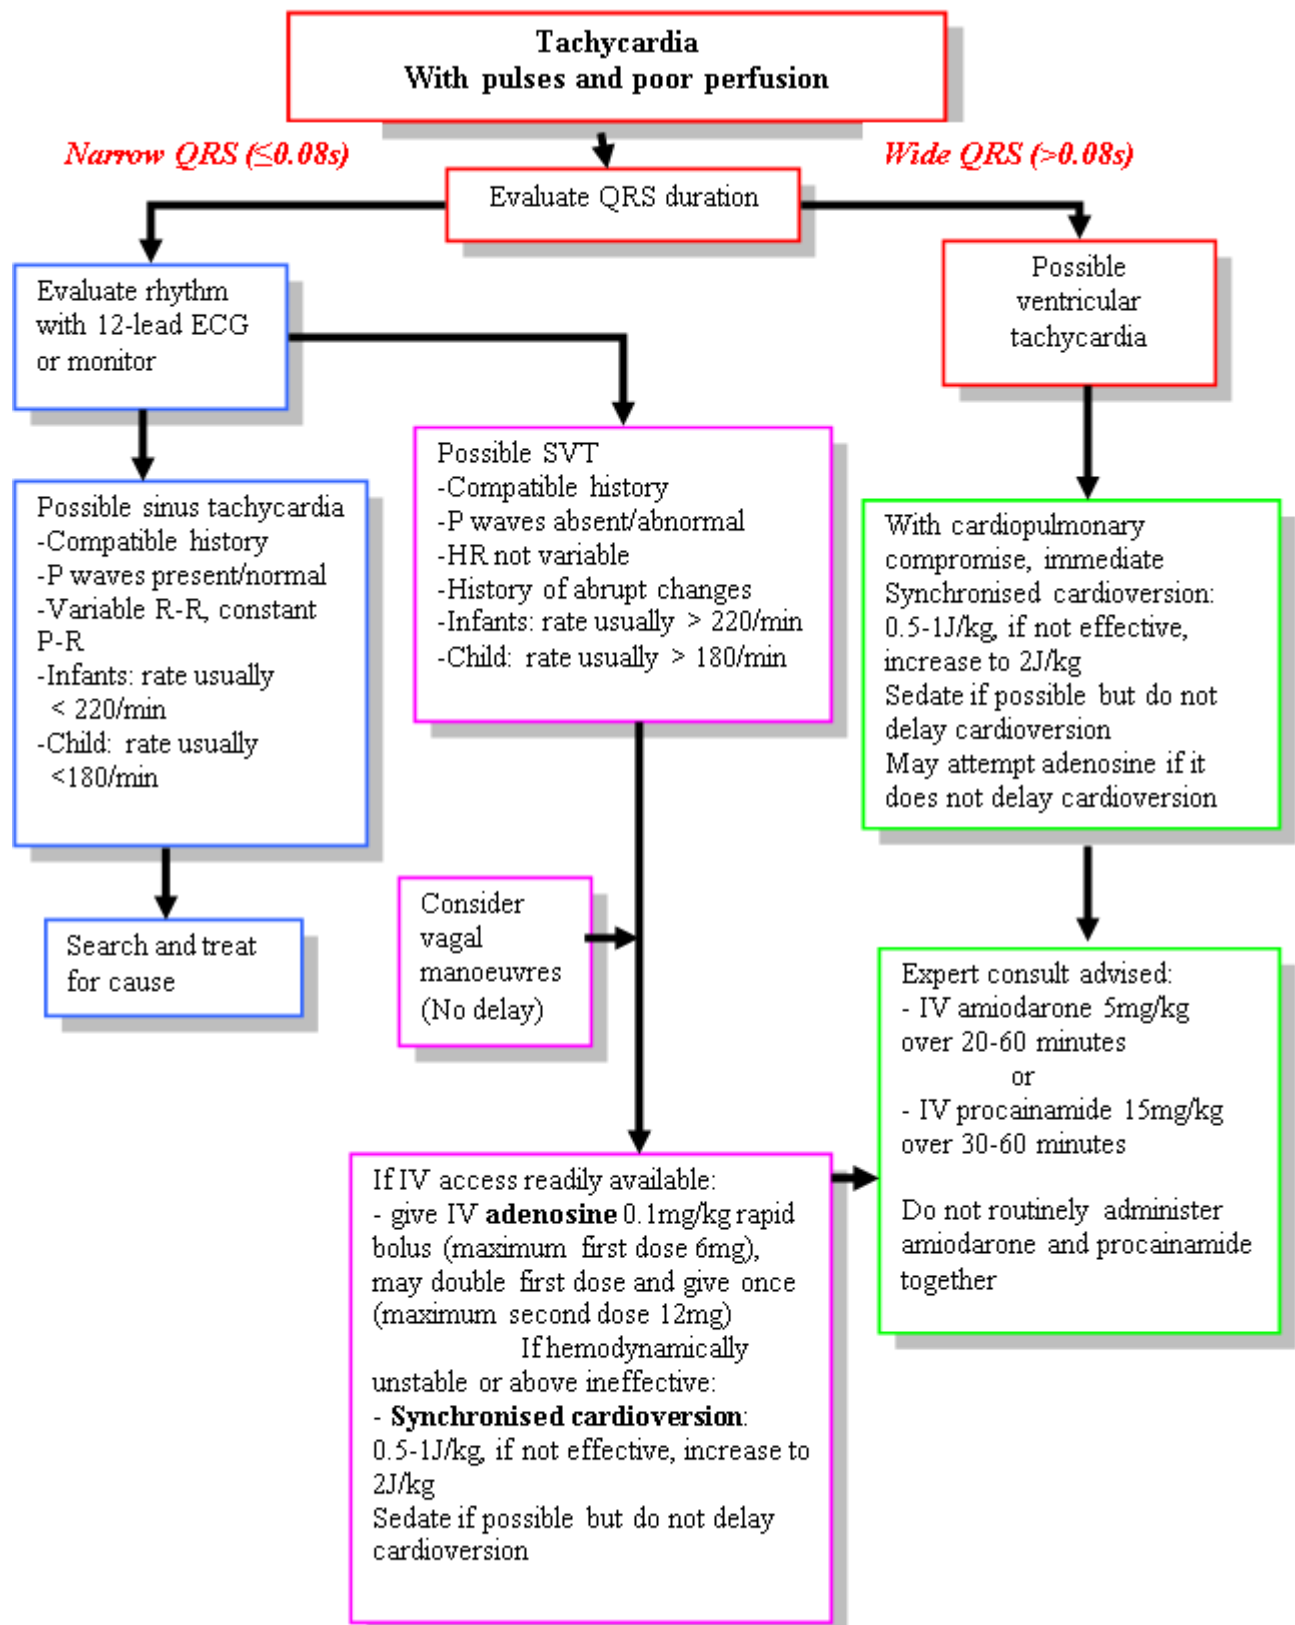 Tachycardia
With pulses and poor perfusion
Narrow QRS (≤0.08s)
Wide QRS (>0.08s)
Evaluate QRS duration
Evaluate rhythm
with 12-lead ECG
or monitor
Possible
ventricular
tachycardia
Possible SVT
-Compatible history
-P waves absent/abnormal
-HR not variable
-History of abrupt changes
-Infants: rate usually > 220/min
-Child: rate usually > 180/min
Possible sinus tachycardia
-Compatible history
-P waves present/normal
-Variable R-R, constant
P-R
-Infants: rate usually
< 220/min
-Child: rate usually
<180/min
With cardiopulmonary
compromise, immediate
Synchronised cardioversion:
0.5-1J/kg, if not effective,
increase to 2J/kg
Sedate if possible but do not
delay cardioversion
May attempt adenosine if it
does not delay cardioversion
Search and treat
for cause
Consider
vagal
manoeuvres
(No delay)
Expert consult advised:
- IV amiodarone 5mg/kg
over 20-60 minutes
or
- IV procainamide 15mg/kg
over 30-60 minutes
Do not routinely administer
amiodarone and procainamide
together
If IV access readily available:
- give IV adenosine 0.1mg/kg rapid
bolus (maximum first dose 6mg),
may double first dose and give once
(maximum second dose 12mg)
If hemodynamically
unstable or above ineffective:
- Synchronised cardioversion:
0.5-1J/kg, if not effective, increase to
2J/kg
Sedate if possible but do not delay
cardioversion